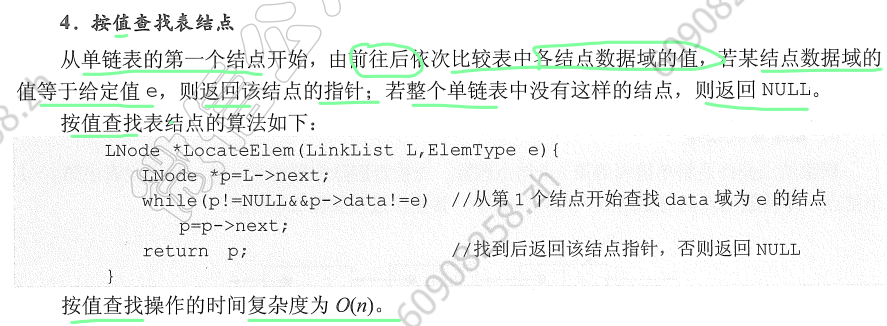 4．按值查找表结点
从单链表的第一个结点开始，由前往后依次比较表中各结点数据域的值，若某结点数据域的
值等于给定值 e，则返回该结点的指针；若整个单链表中没有这样的结点，则返回 NULL。
按值查找表结点的算法如下：
LNode *LocateElem(LinkList L,ElemType e){
LNode *p=L->next;
while(p!=NULL&&p->data!=e) //从第 1 个结点开始查找 data 域为 e 的结点
p=p->next;
return p; //找到后返回该结点指针，否则返回 NULL
}
按值查找操作的时间复杂度为 O(n)。
60908258.zh